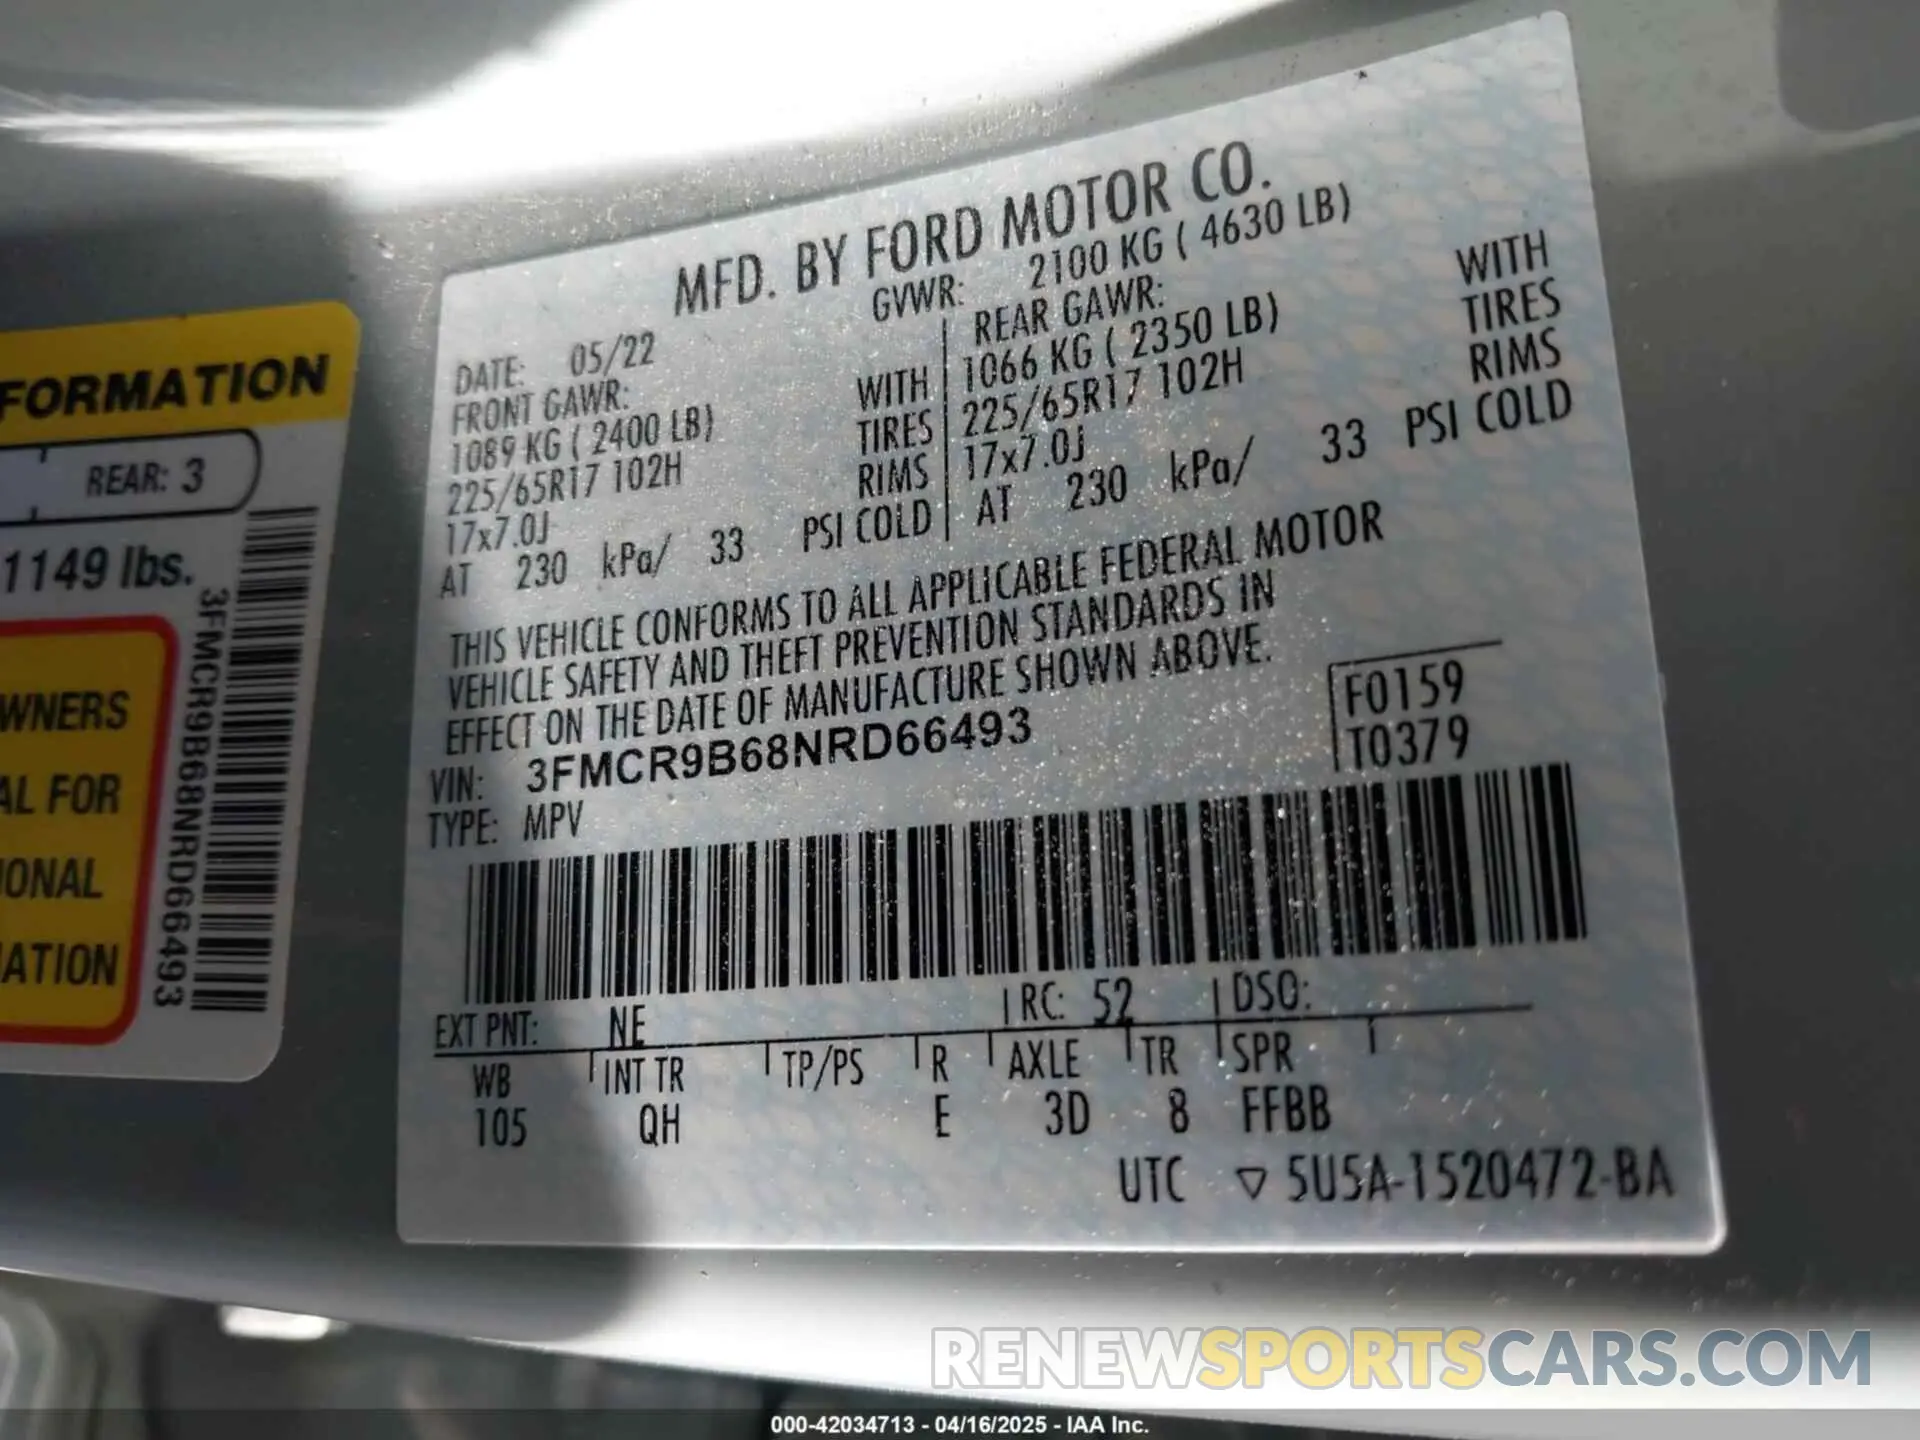 FORMATION
REAR: 3
1149 lbs.
WNERS
AL FOR
IONAL
ATION
3FMCR9B68NRD66493
MFD. BY FORD MOTOR CO.
DATE: 05/22 GVWR: 2100 KG ( 4630 LB)
FRONT GAWR: REAR GAWR:
1089 KG ( 2400 LB) WITH 1066 KG ( 2350 LB) WITH
225/65R17 102H TIRES 225/65R17 102H TIRES
17x7.0J RIMS 17x7.0J RIMS
AT 230 kPa/ 33 PSI COLD AT 230 kPa/ 33 PSI COLD
THIS VEHICLE CONFORMS TO ALL APPLICABLE FEDERAL MOTOR
VEHICLE SAFETY AND THEFT PREVENTION STANDARDS IN
EFFECT ON THE DATE OF MANUFACTURE SHOWN ABOVE.
VIN: 3FMCR9B68NRD66493 F0159
TYPE: MPV T0379
EXT PNT: NE RC: 52 DSO:
WB INT TR TP/PS R AXLE TR SPR
105 QH E 3D 8 FFBB
UTC ▽ 5U5A-1520472-BA
RENEWSPORTSCARS.COM
000-42034713 - 04/16/2025 - IAA Inc.